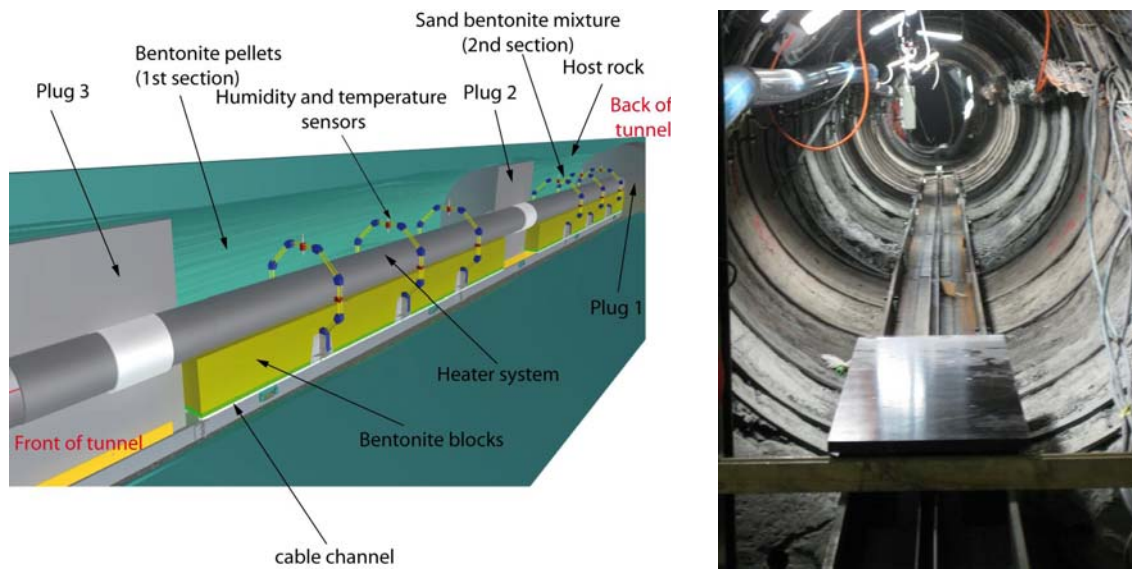 Sand bentonite mixture
(2nd section)
Bentonite pellets
(1st section)
Host rock
Plug 3
Humidity and temperature
sensors
Plug 2
Back of
tunnel
Plug 1
Heater system
Front of tunnel
Bentonite blocks
cable channel